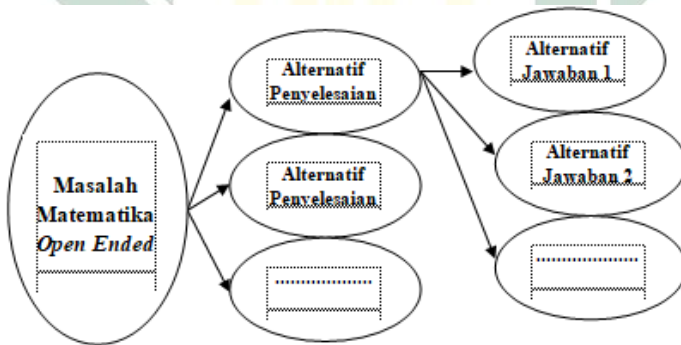 Masalah
Matematika
Open Ended
Alternatif
Penyelesaian
Alternatif
Penyelesaian
...................
Alternatif
Jawaban 1
Alternatif
Jawaban 2
....................